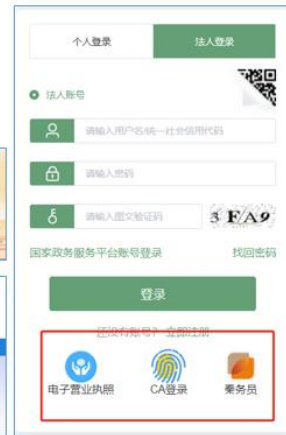 个人登录 法人登录
法人账号
请输入用户名/统一社会信用代码
请输入密码
请输入图文验证码 3 FA9
国家政务服务平台账号登录 找回密码
登录
还没有账号？ 立即注册
电子营业执照 CA登录 秦务员